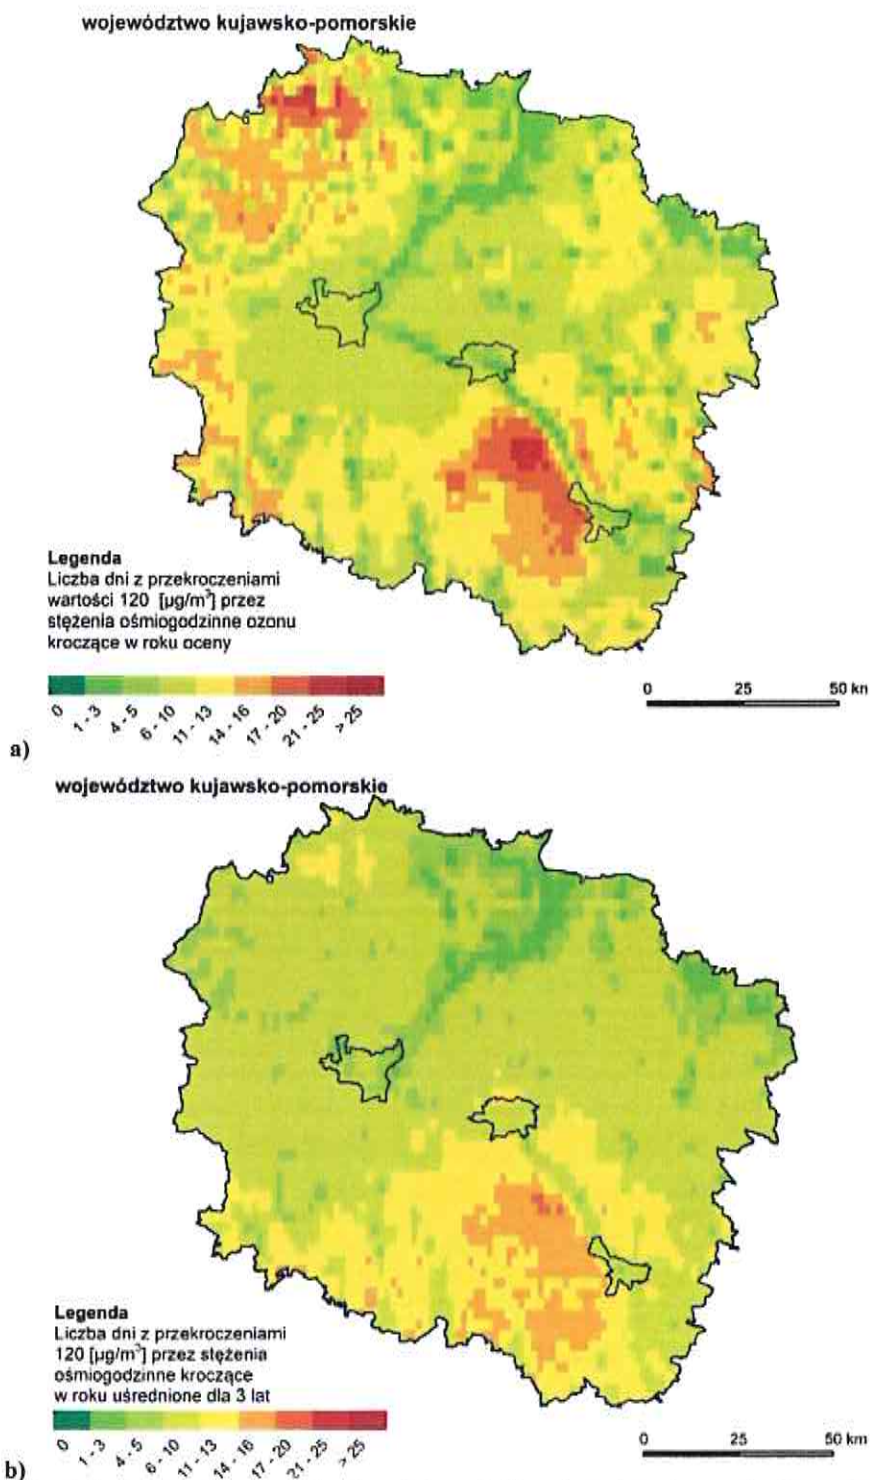 województwo kujawsko-pomorskie
Legenda
Liczba dni z przekroczeniami
wartości 120 [µg/m³] przez
stężenia ośmiogodzinne ozonu
kroczące w roku oceny
0 1 - 3 4 - 5 6 - 10 11 - 13 14 - 16 17 - 20 21 - 25 > 25
0 25 50 kn
a)
województwo kujawsko-pomorskie
Legenda
Liczba dni z przekroczeniami
120 [µg/m³] przez stężenia
ośmiogodzinne kroczące
w roku uśrednione dla 3 lat
0 1 - 3 4 - 5 6 - 10 11 - 13 14 - 16 17 - 20 21 - 25 > 25
0 25 50 km
b)